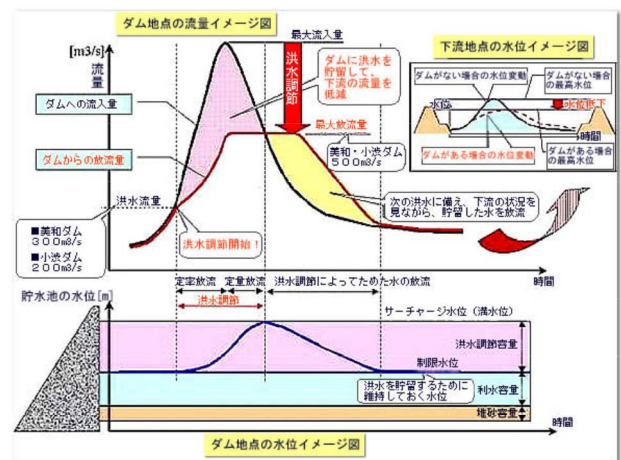 ダム地点の流量イメージ図
[m3/s]
流量
最大流入量
ダムへの流入量
ダムからの放流量
洪水流量
■美和ダム
300m3/s
■小渋ダム
200m3/s
洪水調節開始！
ダムに洪水を
貯留して、
下流の流量を
低減
洪水調節
最大放流量
美和・小渋ダム
500m3/s
次の洪水に備え、下流の状況を
見ながら、貯留した水を放流
時間
下流地点の水位イメージ図
ダムがない場合の水位変動
ダムがない場合
の最高水位
水位
水位低下
時間
ダムがある場合の水位変動
ダムがある場合
の最高水位
定率放流
定量放流
洪水調節によってためた水の放流
洪水調節
貯水池の水位[m]
サーチャージ水位（満水位）
洪水調節容量
制限水位
洪水を貯留するために
維持しておく水位
利水容量
堆砂容量
時間
ダム地点の水位イメージ図